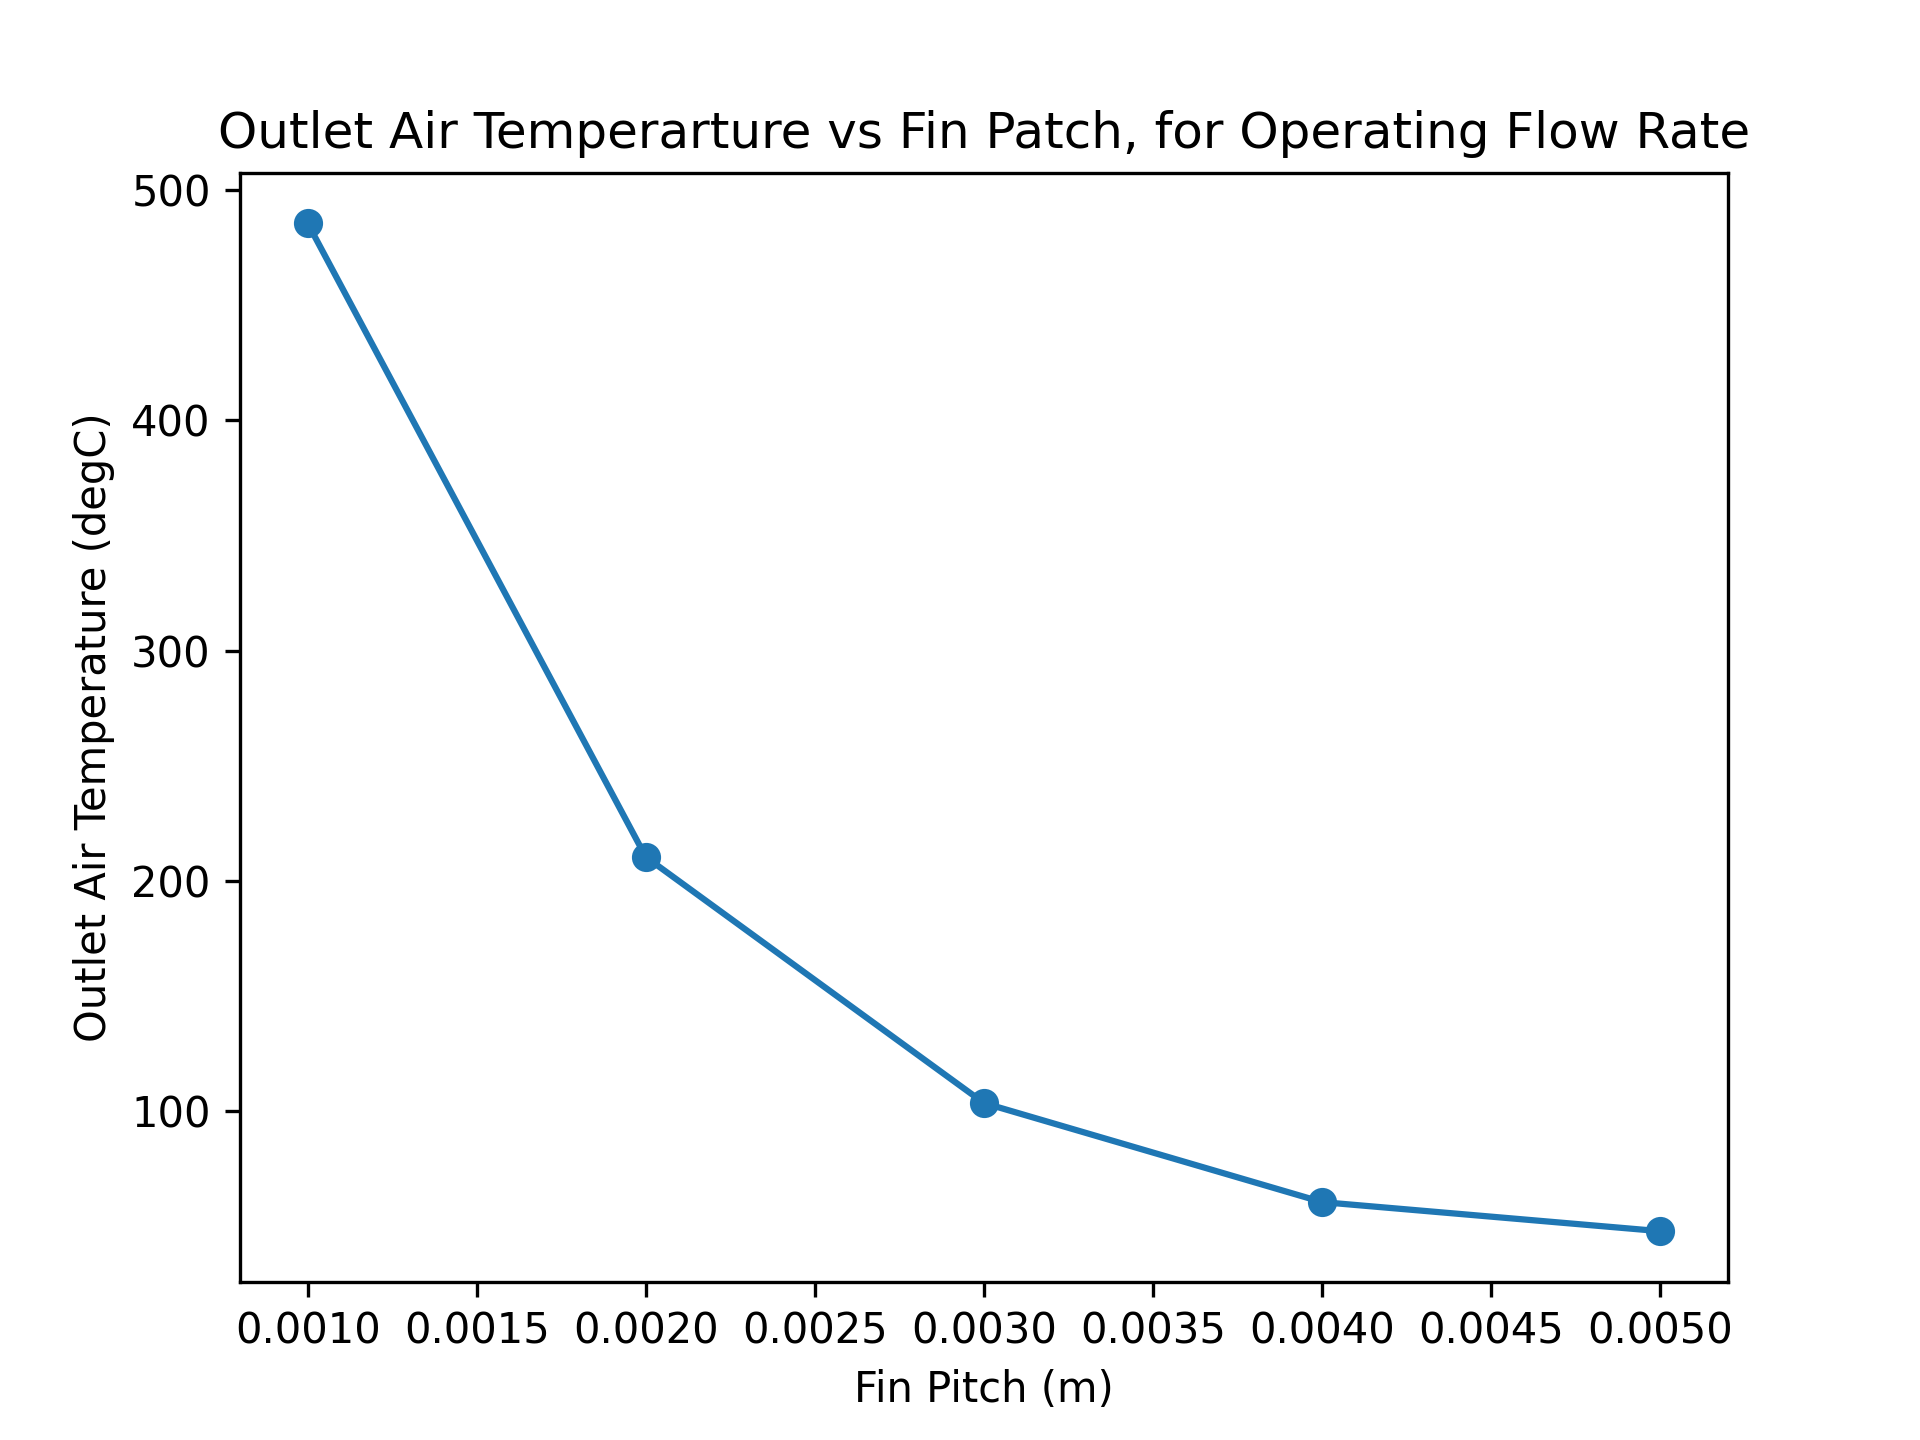 Outlet Air Temperarture vs Fin Patch, for Operating Flow Rate
500
400
300
200
100
Outlet Air Temperature (degC)
0.0010 0.0015 0.0020 0.0025 0.0030 0.0035 0.0040 0.0045 0.0050
Fin Pitch (m)